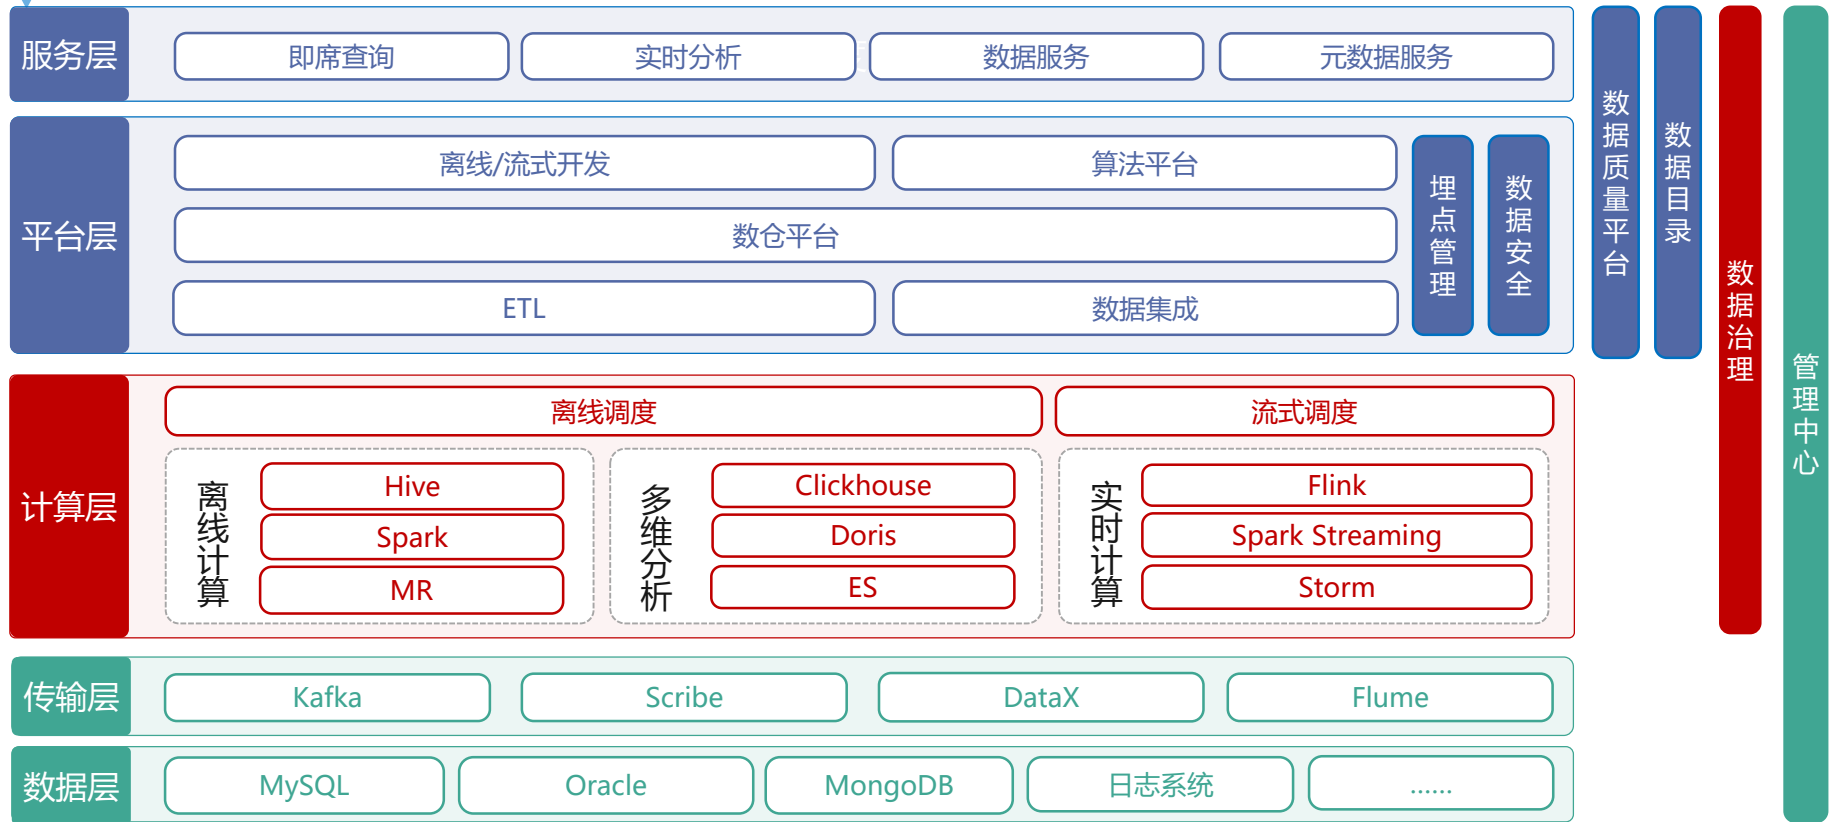 服务层
即席查询
实时分析
数据服务
元数据服务
平台层
离线/流式开发
算法平台
数仓平台
ETL
数据集成
埋点管理
数据安全
计算层
离线调度
流式调度
离线计算
Hive
Spark
MR
多维分析
Clickhouse
Doris
ES
实时计算
Flink
Spark Streaming
Storm
传输层
Kafka
Scribe
DataX
Flume
数据层
MySQL
Oracle
MongoDB
日志系统
......
数据质量平台
数据目录
数据治理
管理中心